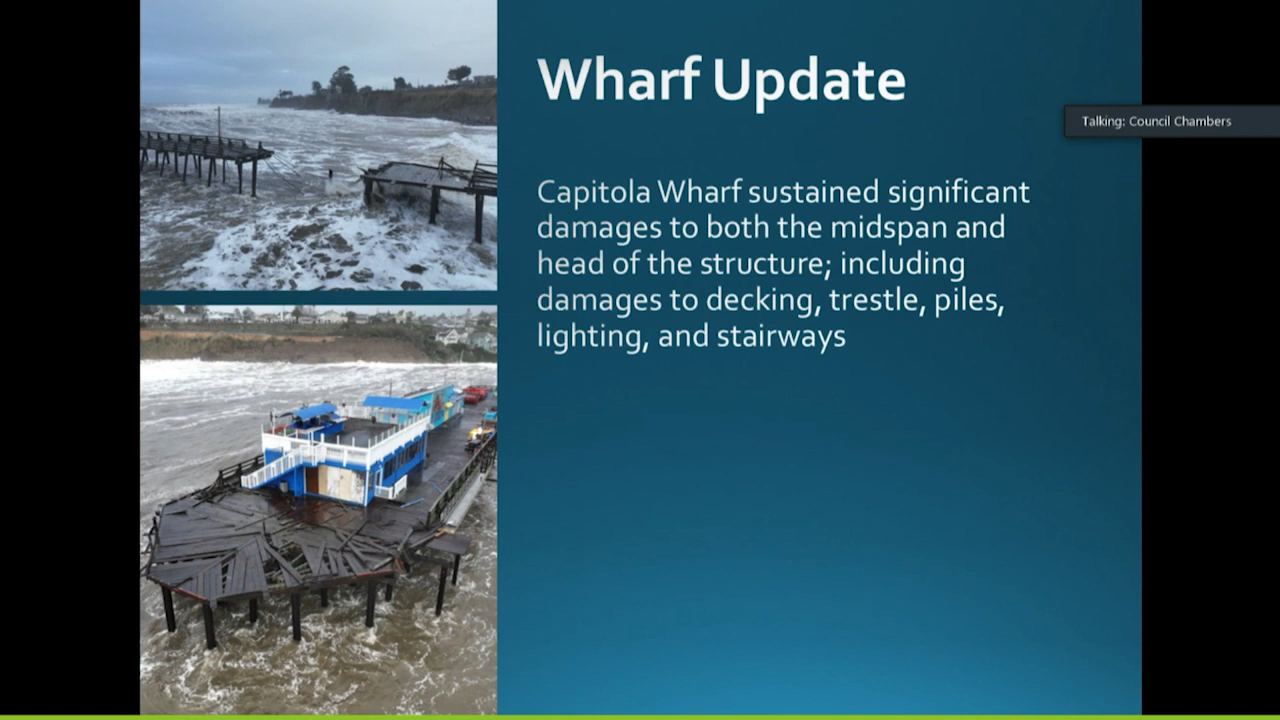 Wharf Update
Talking: Council Chambers
Capitola Wharf sustained significant
damages to both the midspan and
head of the structure; including
damages to decking, trestle, piles,
lighting, and stairways